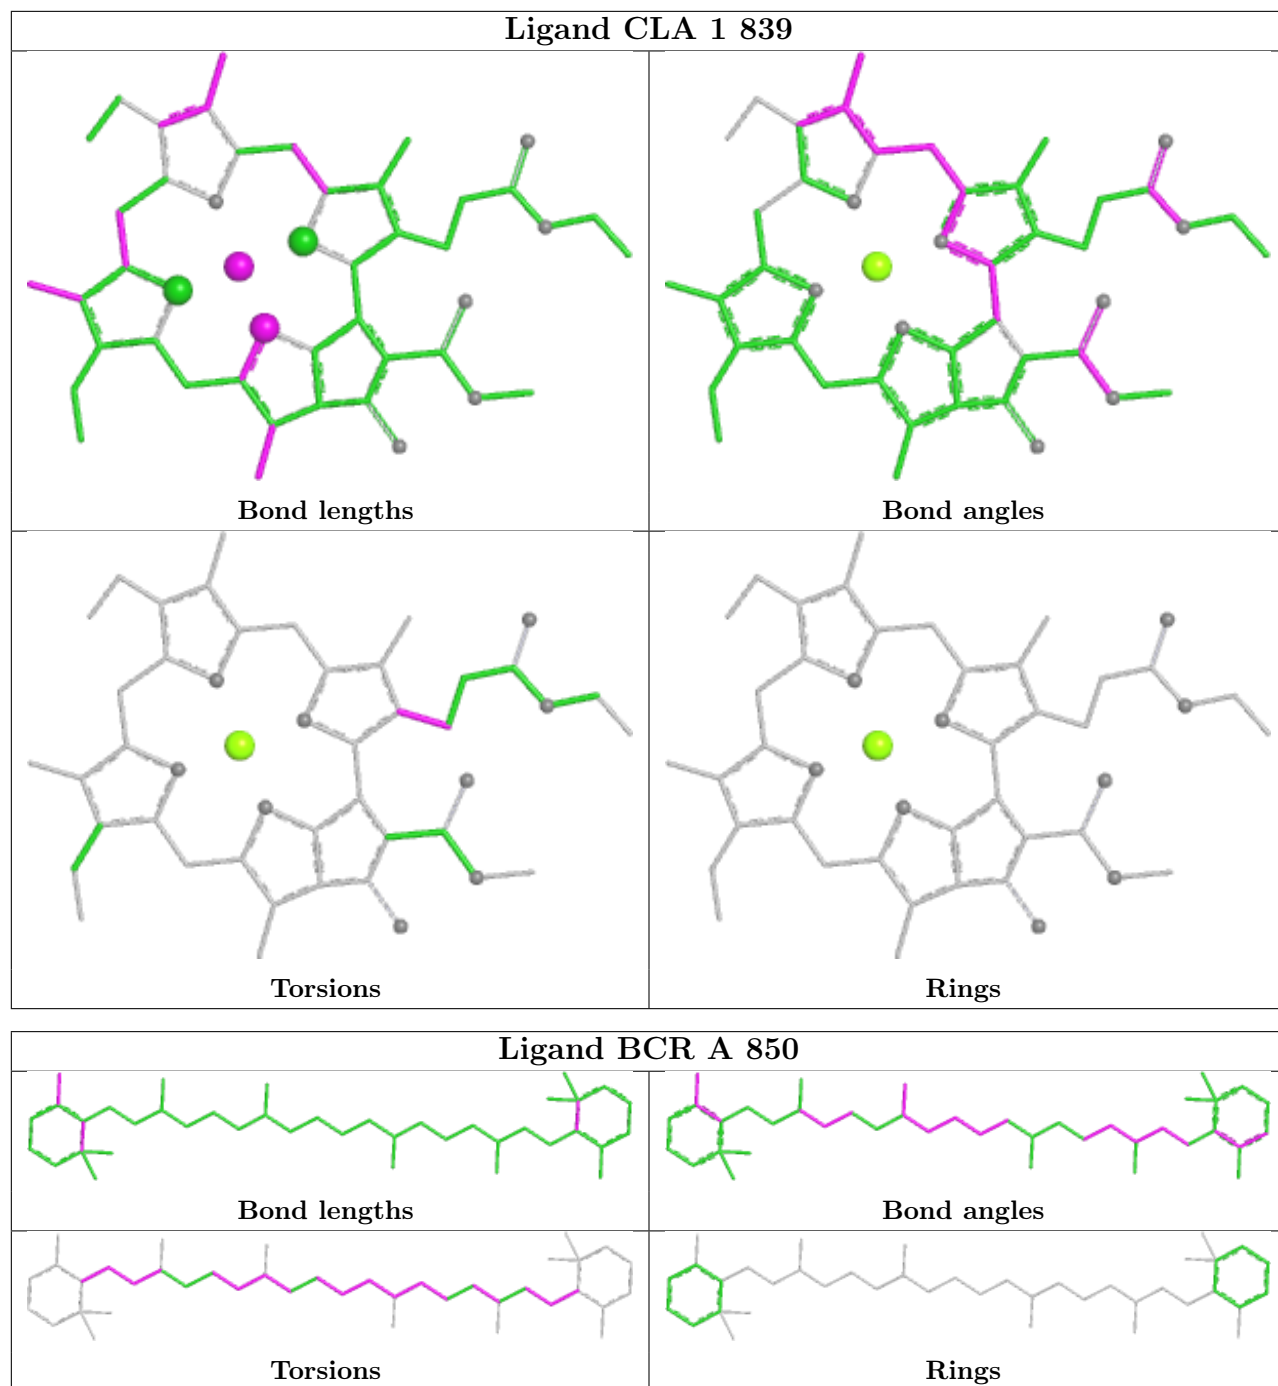 Ligand CLA 1 839
Bond lengths
Bond angles
Torsions
Rings
Ligand BCR A 850
Bond lengths
Bond angles
Torsions
Rings